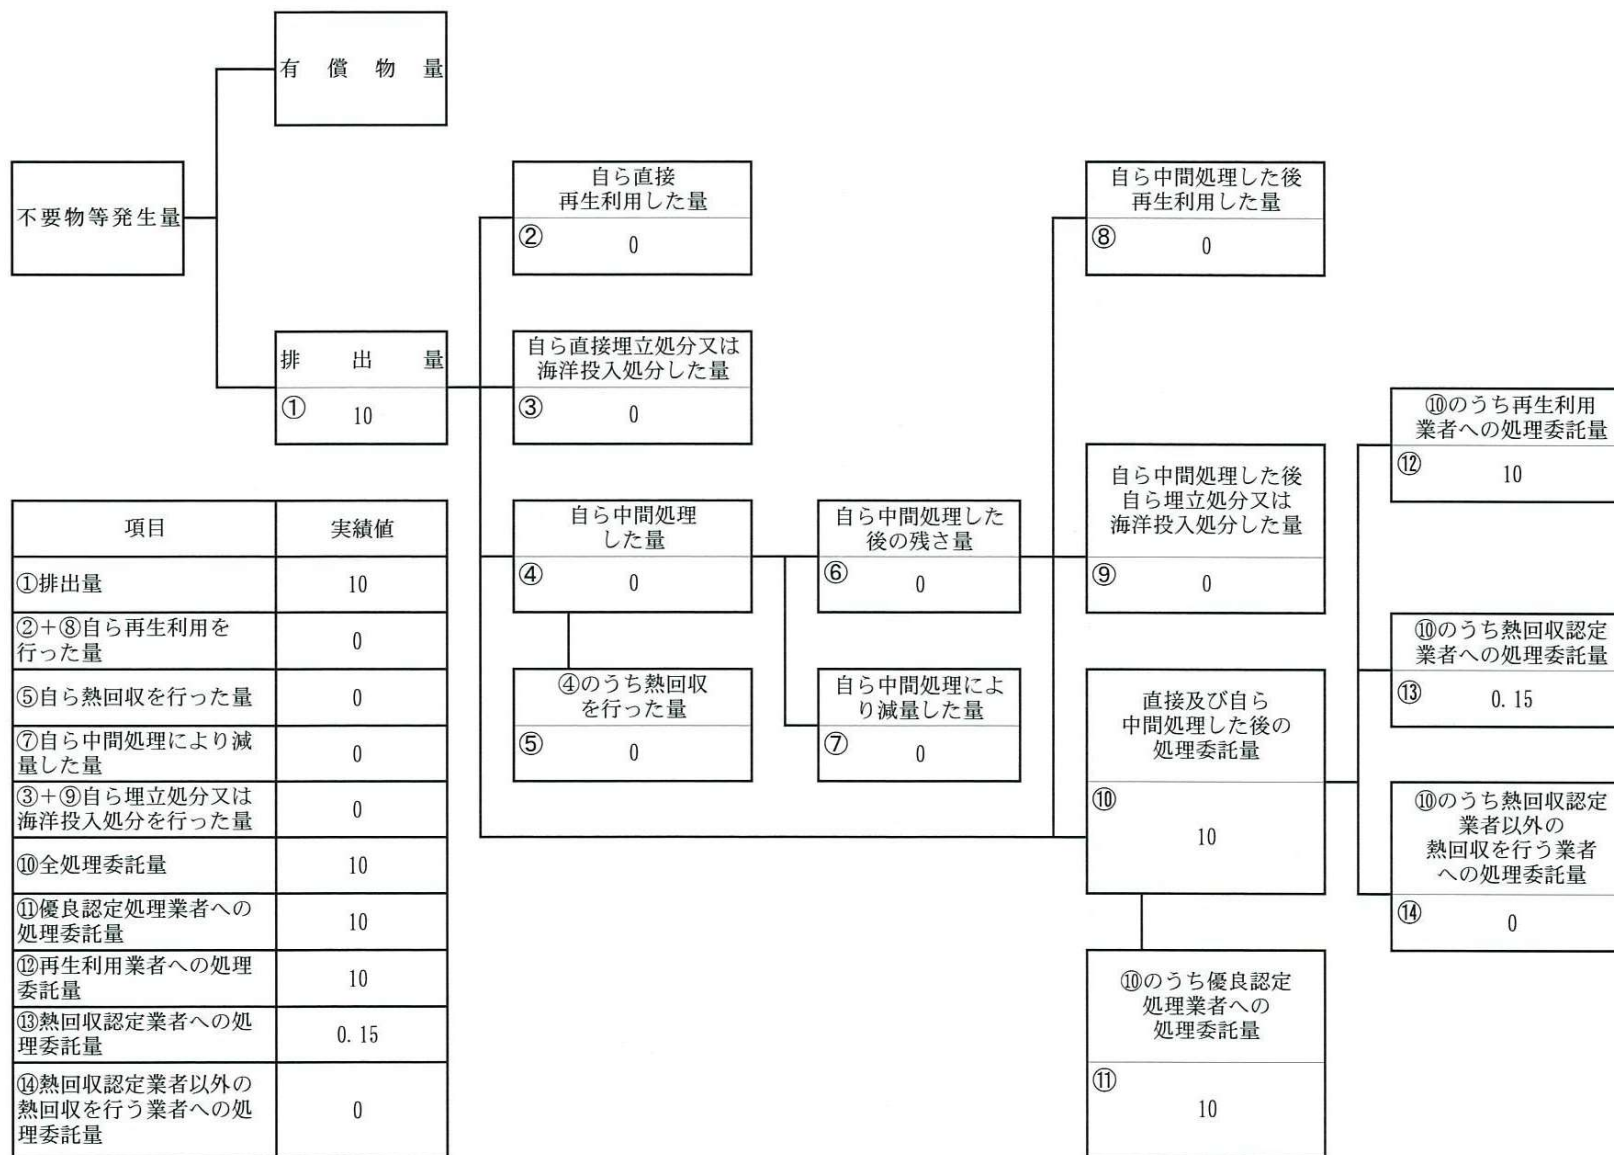 有償物量
不要物等発生量
排出量
① 10
自ら直接
再生利用した量
② 0
自ら直接埋立処分又は
海洋投入処分した量
③ 0
自ら中間処理
した量
④ 0
④のうち熱回収
を行った量
⑤ 0
自ら中間処理した
後の残さ量
⑥ 0
自ら中間処理によ
り減量した量
⑦ 0
自ら中間処理した後
再生利用した量
⑧ 0
自ら中間処理した後
自ら埋立処分又は
海洋投入処分した量
⑨ 0
直接及び自ら
中間処理した後の
処理委託量
⑩ 10
⑩のうち優良認定
処理業者への
処理委託量
⑪ 10
⑩のうち再生利用
業者への処理委託量
⑫ 10
⑩のうち熱回収認定
業者への処理委託量
⑬ 0.15
⑩のうち熱回収認定
業者以外の
熱回収を行う業者
への処理委託量
⑭ 0
項目 実績値
①排出量 10
②+⑧自ら再生利用を
行った量 0
⑤自ら熱回収を行った量 0
⑦自ら中間処理により減
量した量 0
③+⑨自ら埋立処分又は
海洋投入処分を行った量 0
⑩全処理委託量 10
⑪優良認定処理業者への
処理委託量 10
⑫再生利用業者への処理
委託量 10
⑬熱回収認定業者への処
理委託量 0.15
⑭熱回収認定業者以外の
熱回収を行う業者への処
理委託量 0